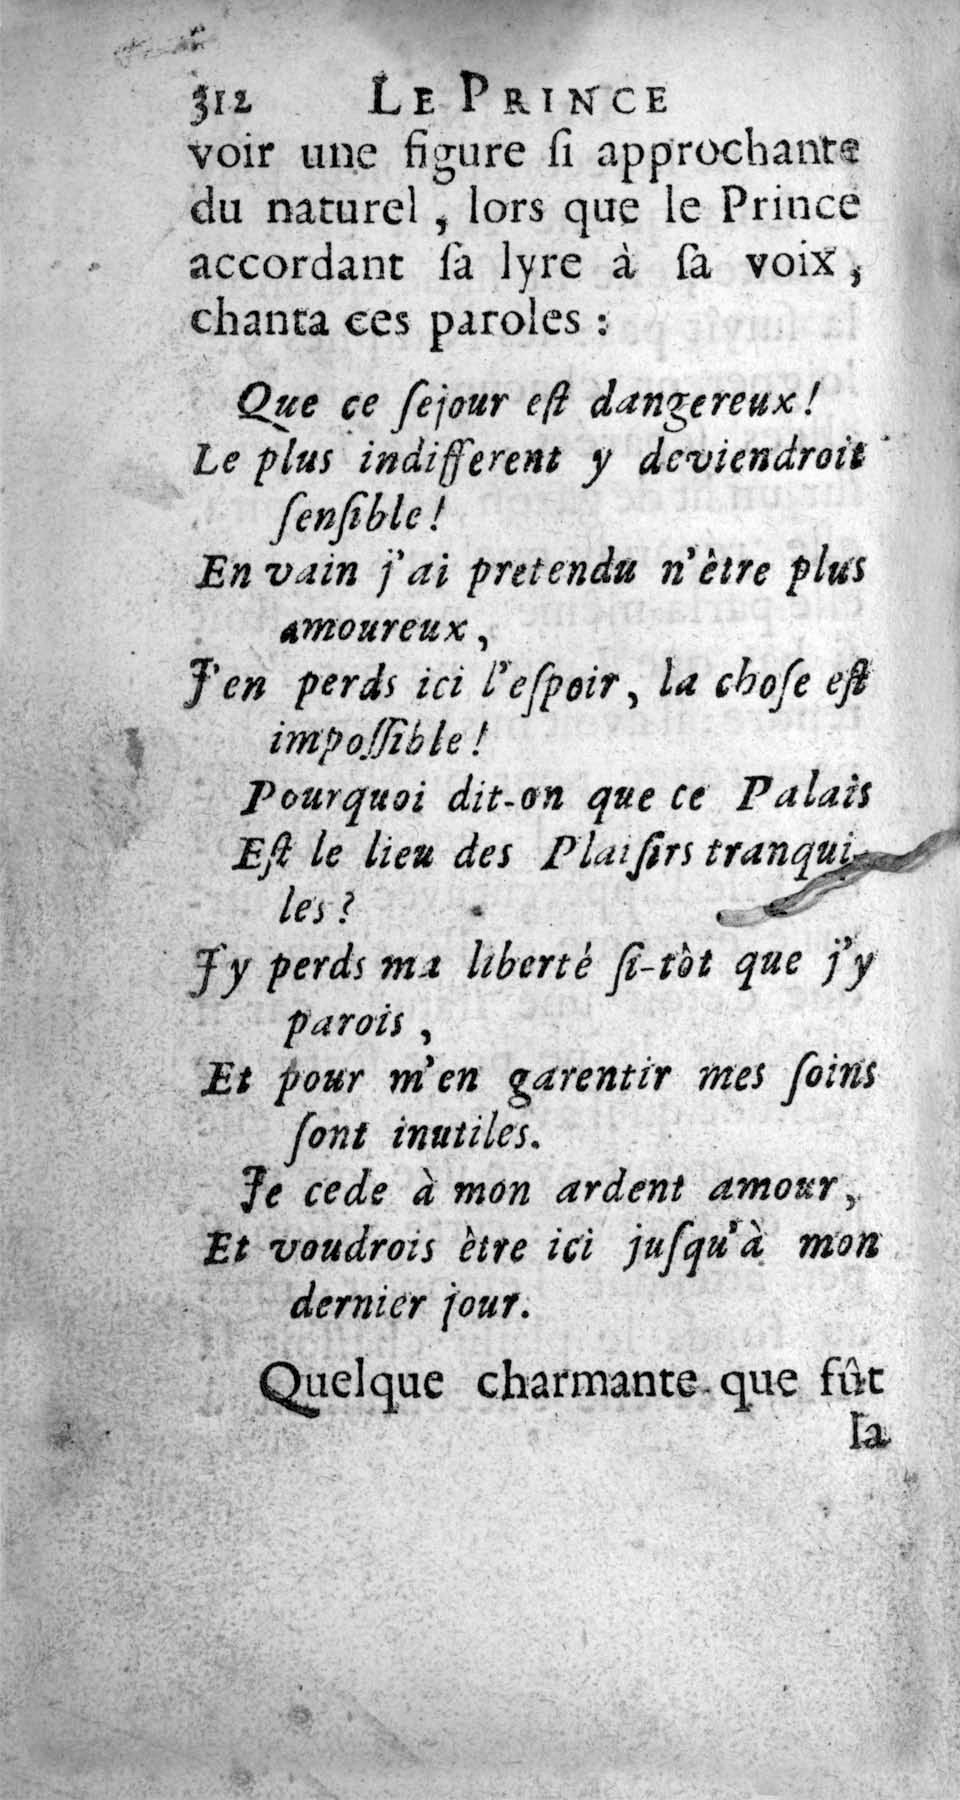 312 LE PRINCE
voir une figure ſi approchante
du naturel, lors que le Prince
accordant ſa lyre à ſa voix,
chanta ces paroles :
Que ce ſejour eſt dangereux !
Le plus indifferent y deviendroit
ſenſible !
En vain j'ai pretendu n'être plus
amoureux,
J'en perds ici l'eſpoir, la choſe eſt
impoſſible !
Pourquoi dit-on que ce Palais
Eſt le lieu des Plaiſirs tranqui-
les ?
J'y perds ma liberté ſi-tôt que j'y
parois,
Et pour m'en garentir mes ſoins
ſont inutiles.
Je cede à mon ardent amour,
Et voudrois être ici juſqu'à mon
dernier jour.
Quelque charmante que fût
la